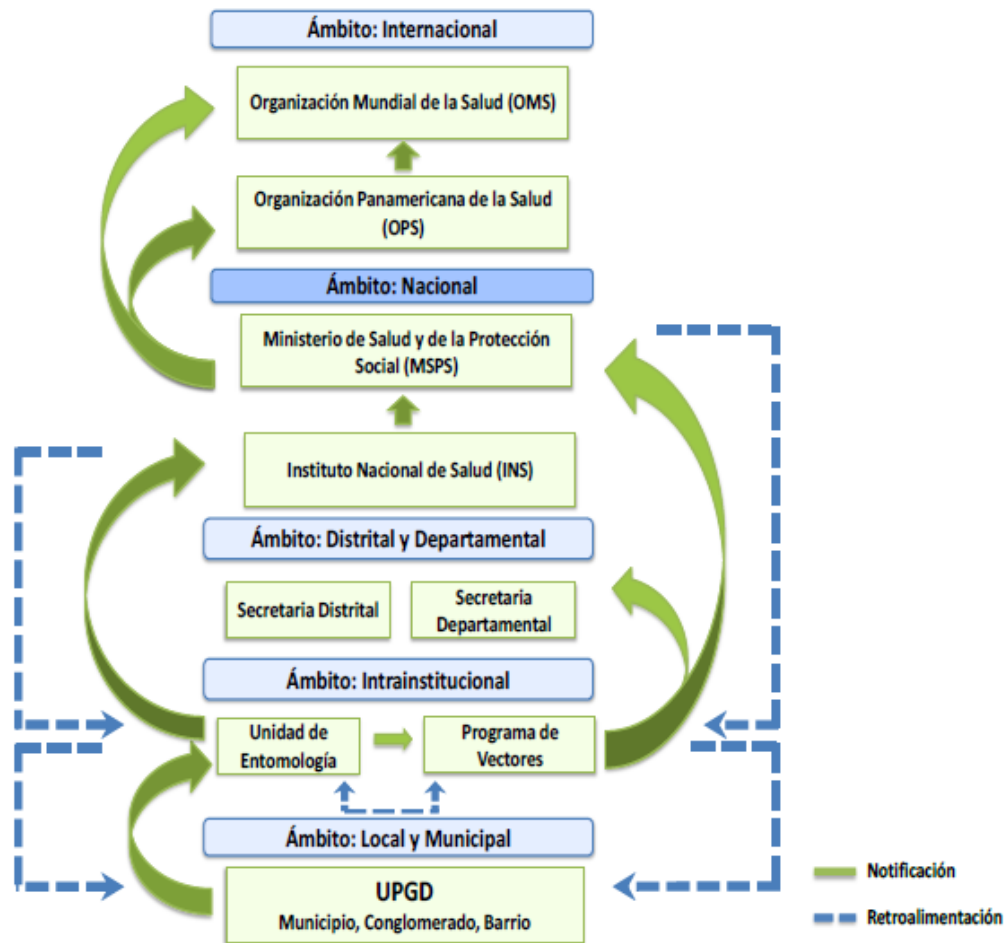 Ámbito: Internacional
Organización Mundial de la Salud (OMS)
Organización Panamericana de la Salud
(OPS)
Ámbito: Nacional
Ministerio de Salud y de la Protección
Social (MSPS)
Instituto Nacional de Salud (INS)
Ámbito: Distrital y Departamental
Secretaria Distrital
Secretaria
Departamental
Ámbito: Intrainstitucional
Unidad de
Entomología
Programa de
Vectores
Ámbito: Local y Municipal
UPGD
Municipio, Conglomerado, Barrio
Notificación
Retroalimentación